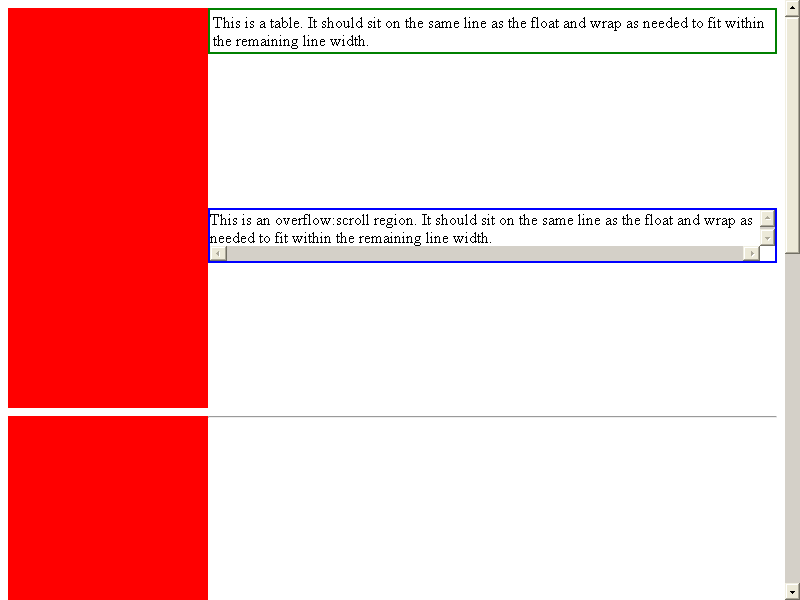 This is a table. It should sit on the same line as the float and wrap as needed to fit within
the remaining line width.
This is an overflow:scroll region. It should sit on the same line as the float and wrap as
needed to fit within the remaining line width.